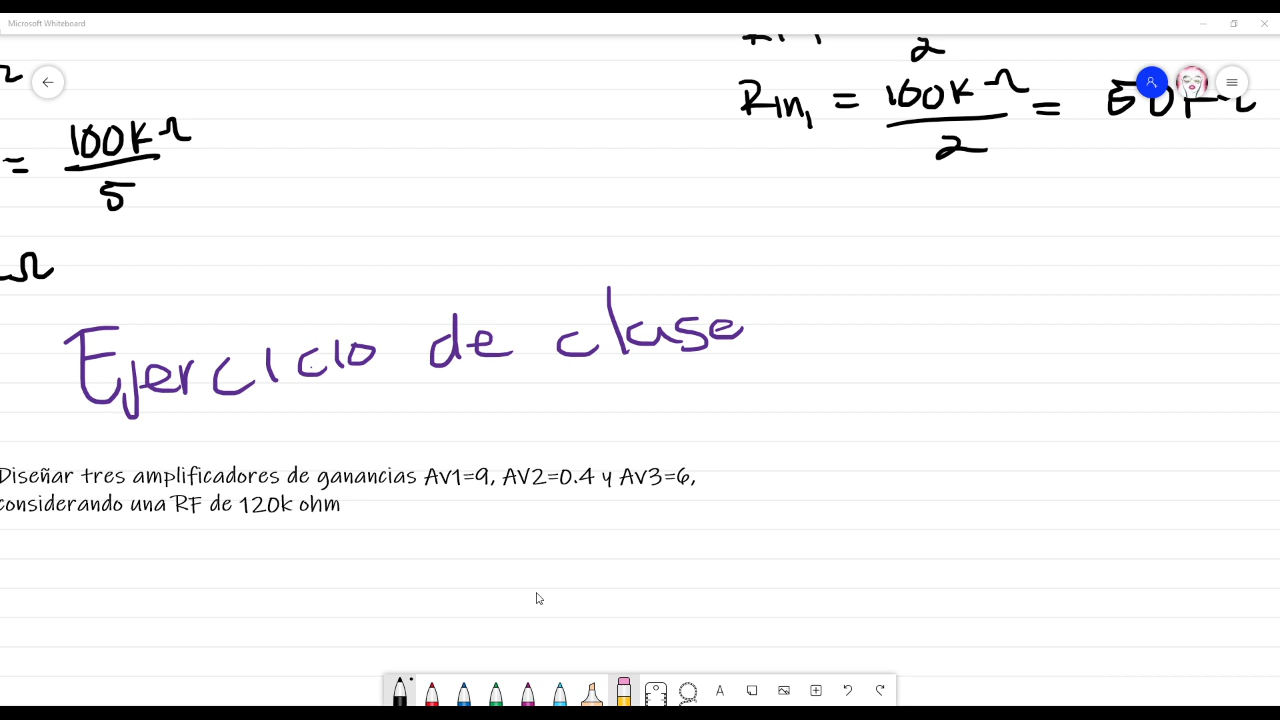 Microsoft Whiteboard
2
Rin1 = 100KΩ / 2 =
= 100KΩ / 5
Ω
Ejercicio de clase
Diseñar tres amplificadores de ganancias AV1=9, AV2=0.4 y AV3=6,
considerando una RF de 120k ohm
A